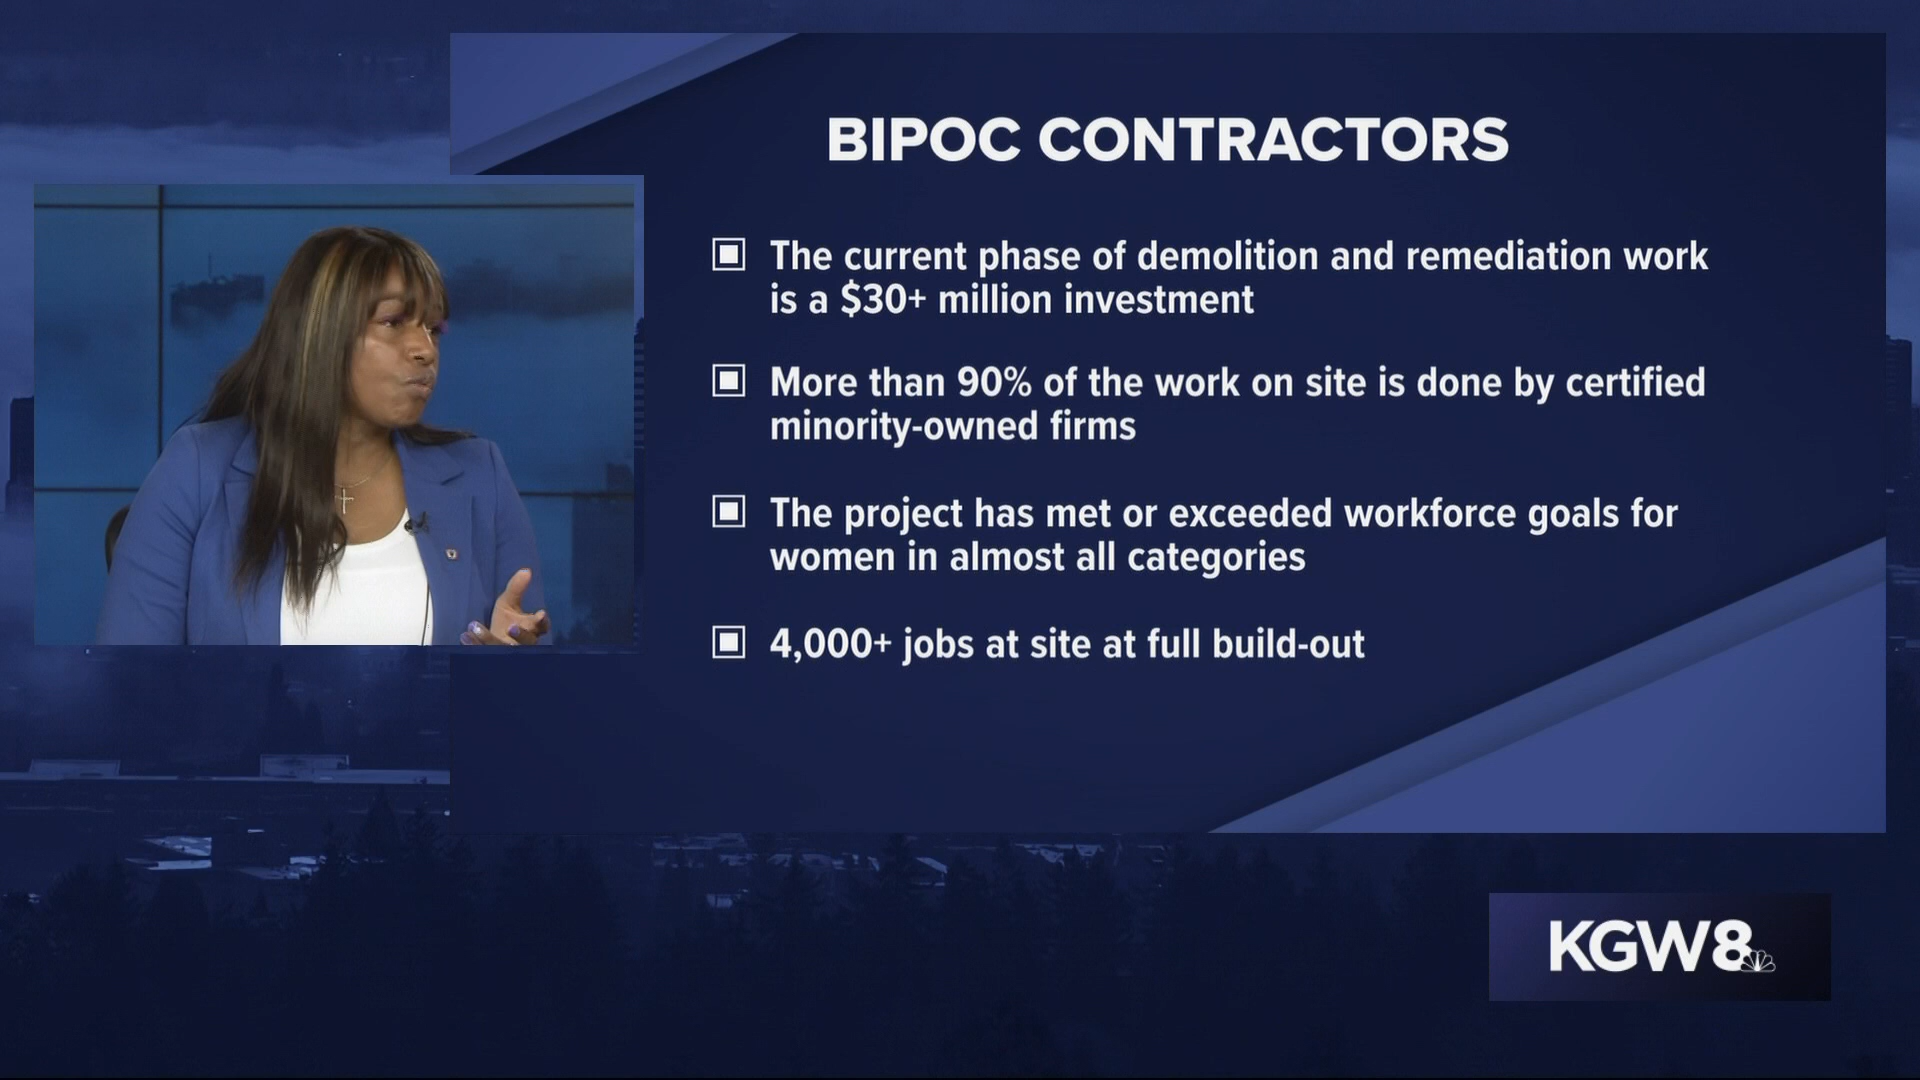 BIPOC CONTRACTORS
The current phase of demolition and remediation work
is a $30+ million investment
More than 90% of the work on site is done by certified
minority-owned firms
The project has met or exceeded workforce goals for
women in almost all categories
4,000+ jobs at site at full build-out
KGW8